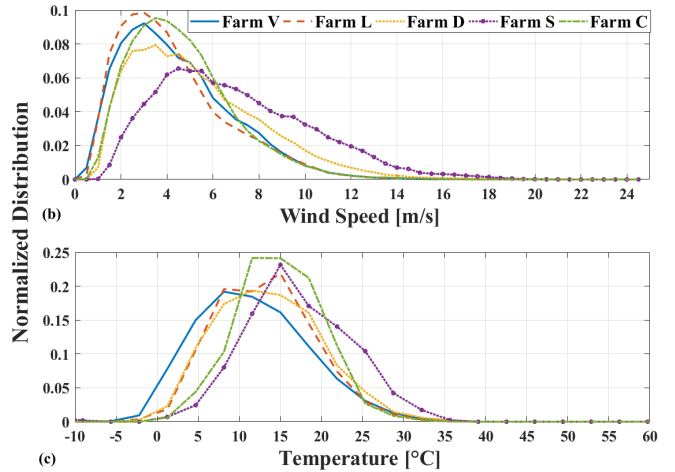 Normalized Distribution
0.1
0.08
0.06
0.04
0.02
0
Farm V Farm L Farm D Farm S Farm C
0 2 4 6 8 10 12 14 16 18 20 22 24
(b) Wind Speed [m/s]
0.25
0.2
0.15
0.1
0.05
0
-10 -5 0 5 10 15 20 25 30 35 40 45 50 55 60
(c) Temperature [°C]